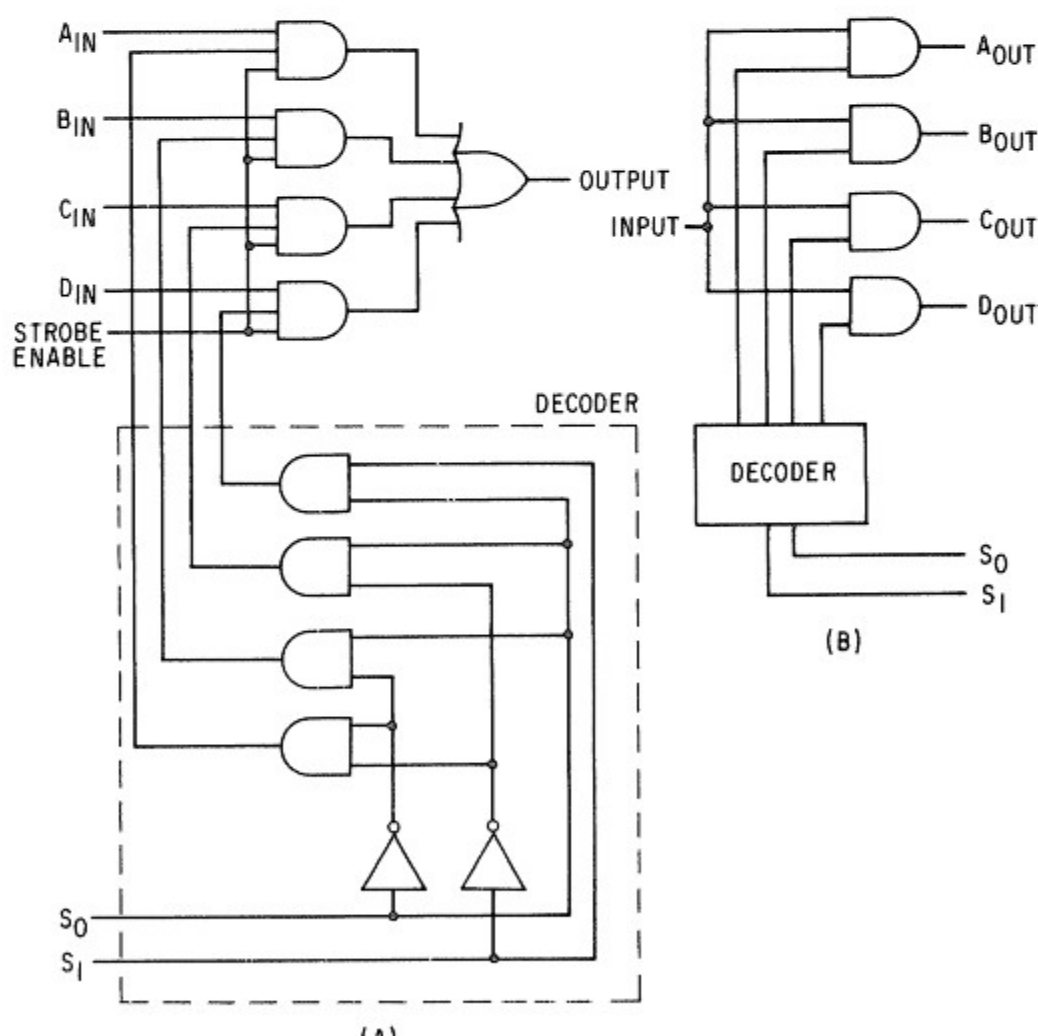 A_IN
B_IN
C_IN
D_IN
STROBE
ENABLE
OUTPUT
DECODER
S_0
S_1
(A)
A_OUT
B_OUT
C_OUT
D_OUT
INPUT
DECODER
S_0
S_1
(B)